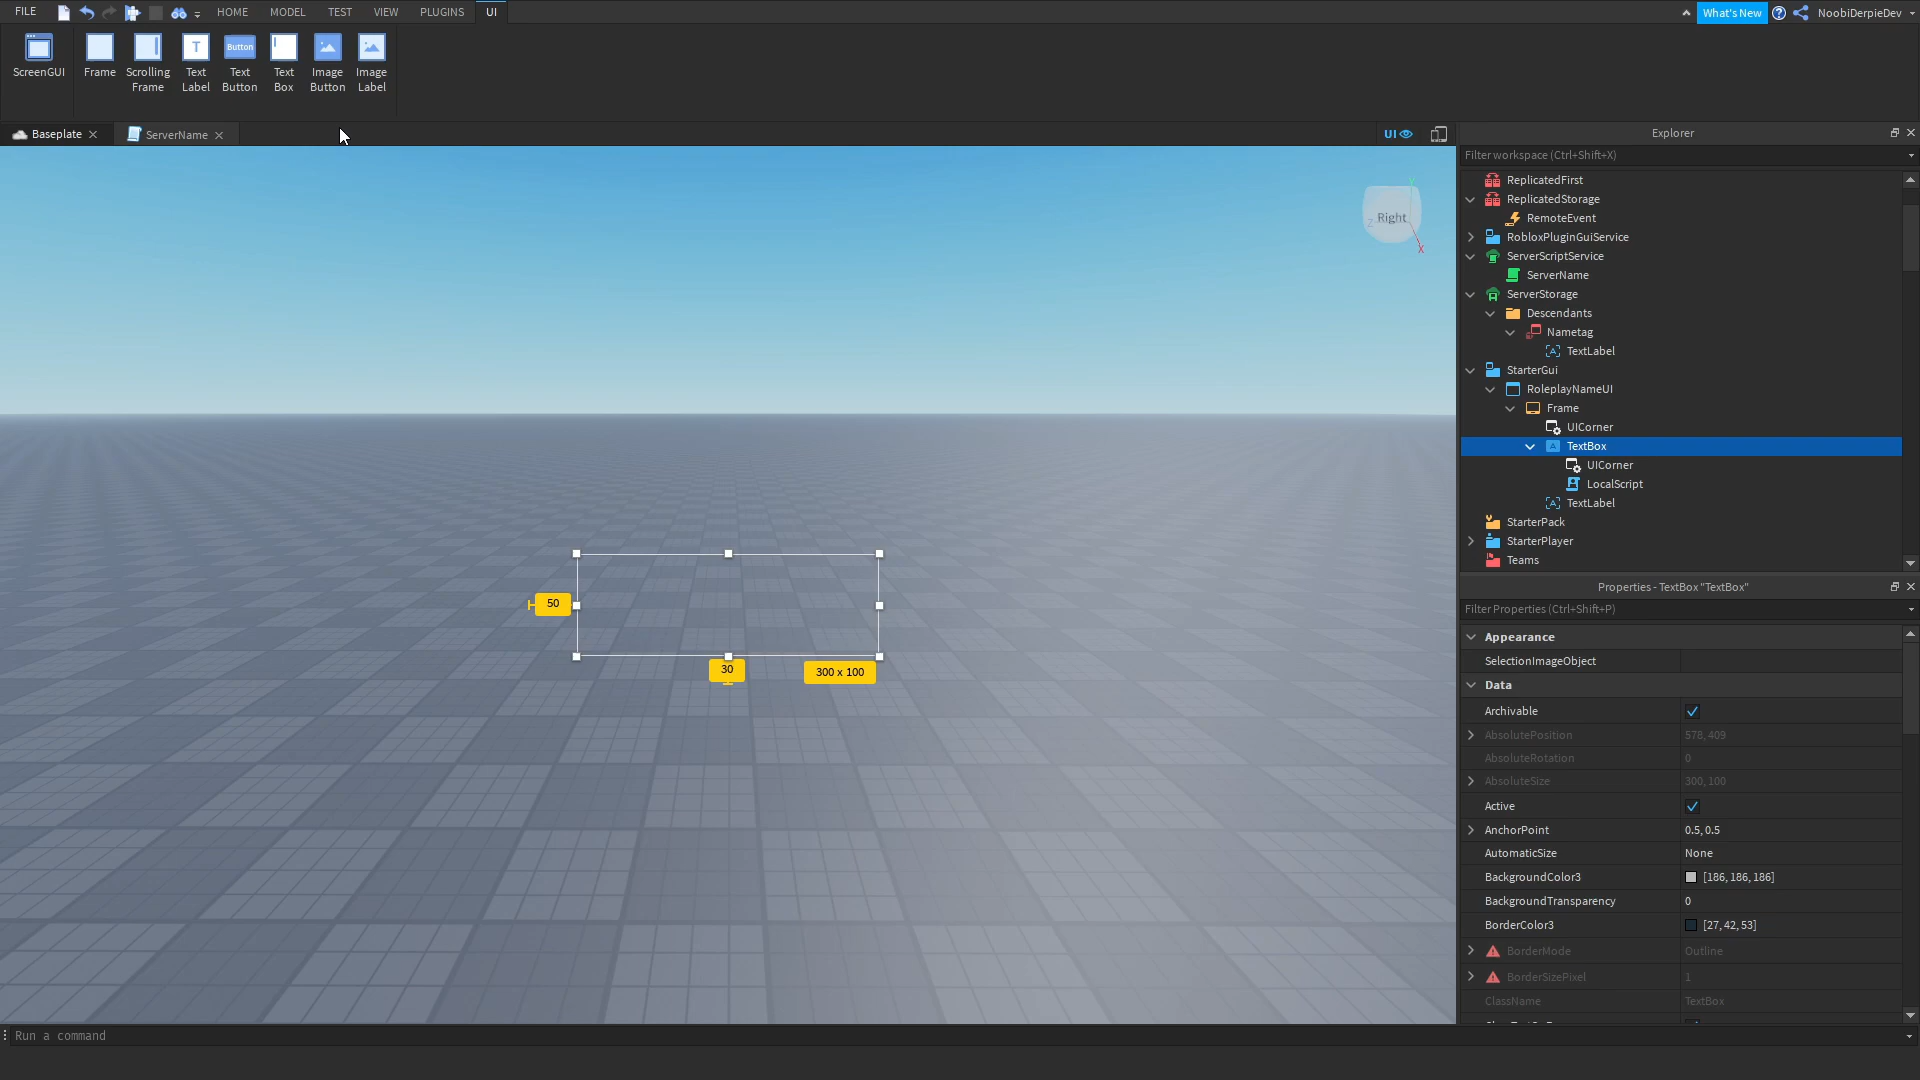 FILE
HOME
MODEL
TEST
VIEW
PLUGINS
UI
What's New
NoobiDerpieDev
ScreenGUI
Frame
Scrolling
Frame
Text
Label
Button
Text
Button
Text
Box
Image
Button
Image
Label
Baseplate
ServerName
UI
Right
Z
Y
X
50
30
300 x 100
Explorer
Filter workspace (Ctrl+Shift+X)
ReplicatedFirst
ReplicatedStorage
RemoteEvent
RobloxPluginGuiService
ServerScriptService
ServerName
ServerStorage
Descendants
Nametag
TextLabel
StarterGui
RoleplayNameUI
Frame
UICorner
TextBox
UICorner
LocalScript
TextLabel
StarterPack
StarterPlayer
Teams
Properties - TextBox "TextBox"
Filter Properties (Ctrl+Shift+P)
Appearance
SelectionImageObject
Data
Archivable
AbsolutePosition 578, 409
AbsoluteRotation 0
AbsoluteSize 300, 100
Active
AnchorPoint 0.5, 0.5
AutomaticSize None
BackgroundColor3 [186, 186, 186]
BackgroundTransparency 0
BorderColor3 [27, 42, 53]
BorderMode Outline
BorderSizePixel 1
ClassName TextBox
Run a command